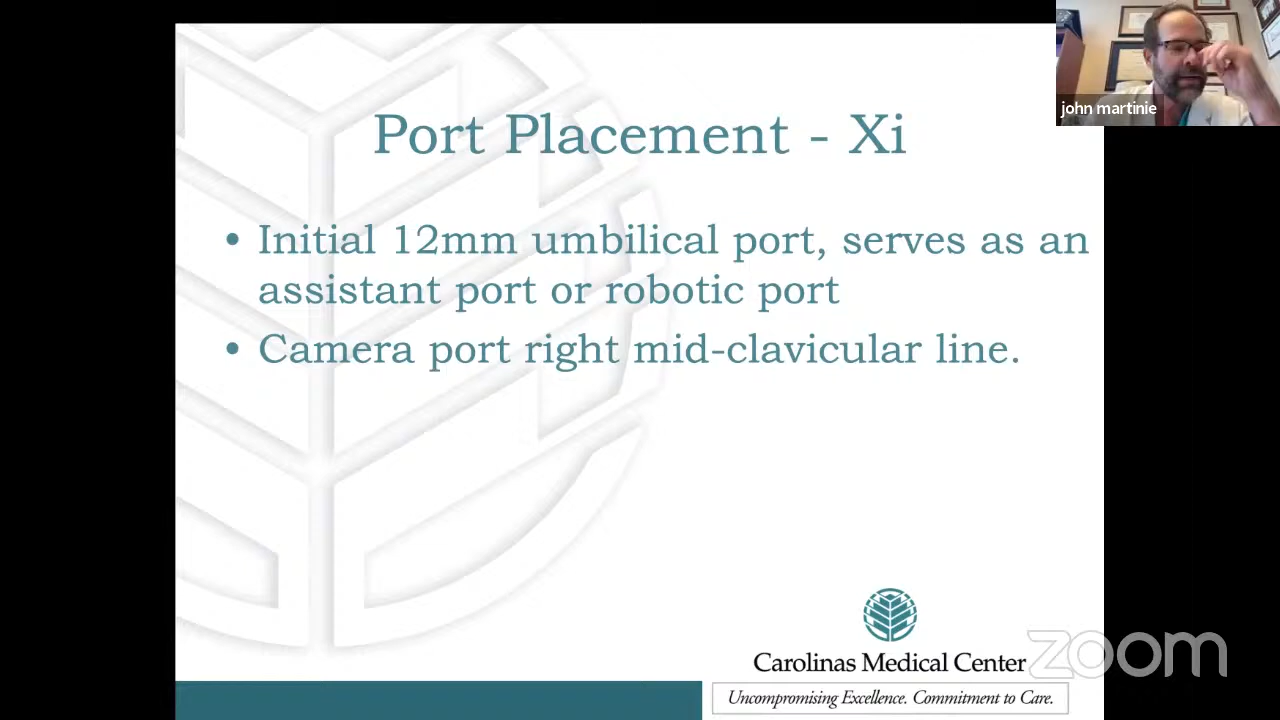 john martinie
Port Placement - Xi
• Initial 12mm umbilical port, serves as an
assistant port or robotic port
• Camera port right mid-clavicular line.
Carolinas Medical Center
Uncompromising Excellence. Commitment to Care.
zoom